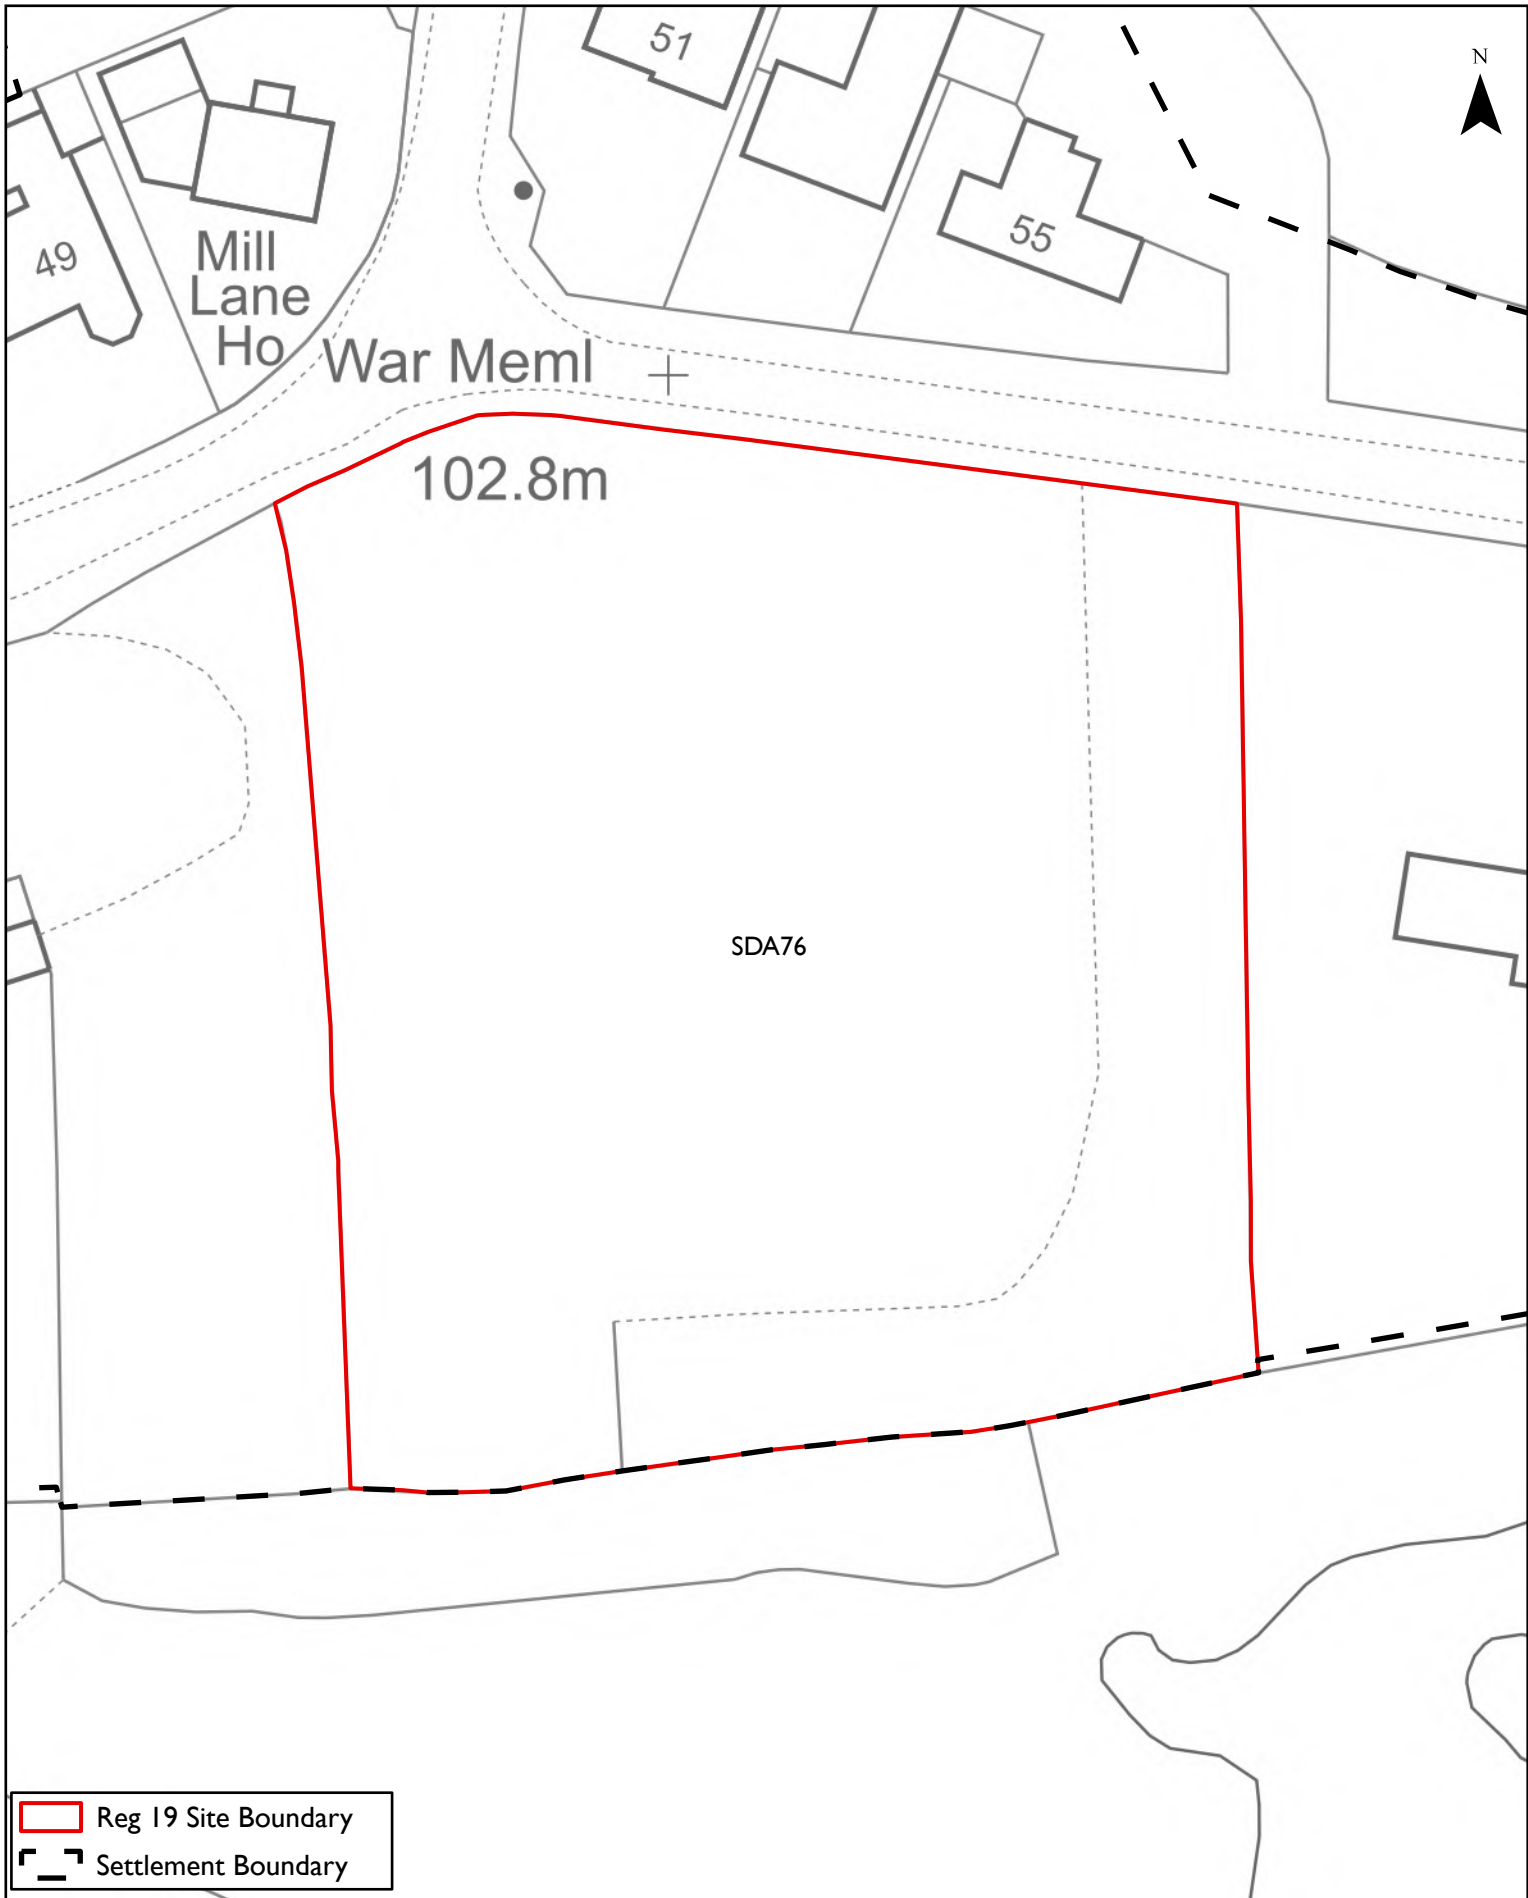 51
N
49
Mill
Lane
Ho
55
War Meml
102.8m
SDA76
Reg 19 Site Boundary
Settlement Boundary